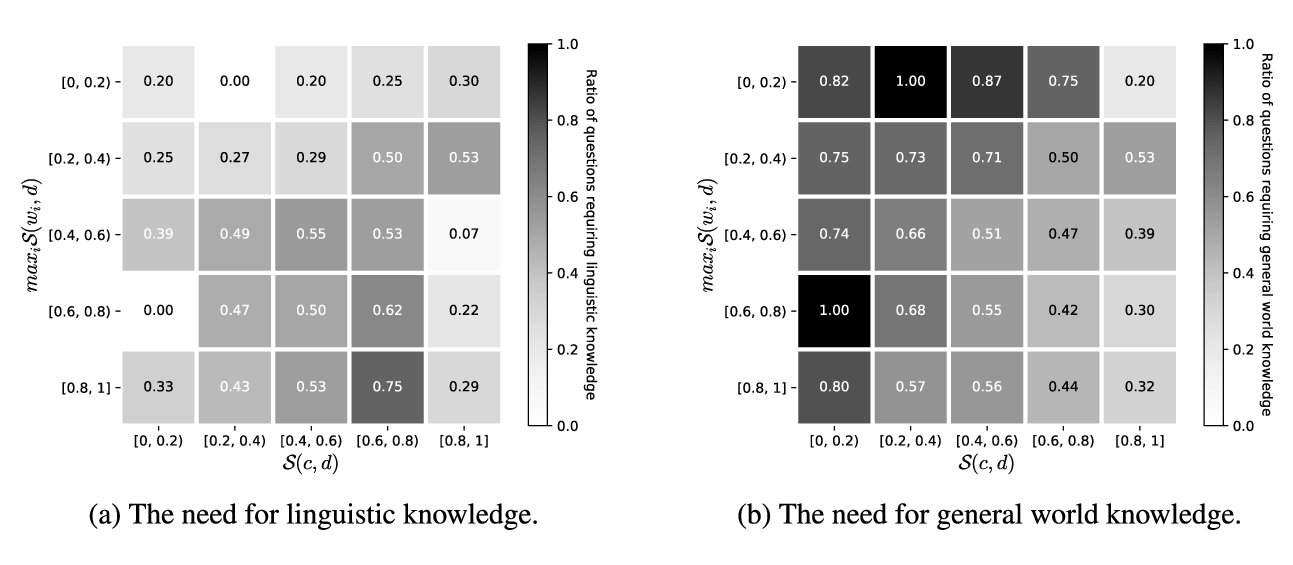 [0, 0.2) 0.20 0.00 0.20 0.25 0.30
[0.2, 0.4) 0.25 0.27 0.29 0.50 0.53
[0.4, 0.6) 0.39 0.49 0.55 0.53 0.07
[0.6, 0.8) 0.00 0.47 0.50 0.62 0.22
[0.8, 1] 0.33 0.43 0.53 0.75 0.29
[0, 0.2) [0.2, 0.4) [0.4, 0.6) [0.6, 0.8) [0.8, 1]
S(c, d)
max_i S(w_i, d)
1.0
0.8
0.6
0.4
0.2
0.0
Ratio of questions requiring linguistic knowledge
(a) The need for linguistic knowledge.
[0, 0.2) 0.82 1.00 0.87 0.75 0.20
[0.2, 0.4) 0.75 0.73 0.71 0.50 0.53
[0.4, 0.6) 0.74 0.66 0.51 0.47 0.39
[0.6, 0.8) 1.00 0.68 0.55 0.42 0.30
[0.8, 1] 0.80 0.57 0.56 0.44 0.32
[0, 0.2) [0.2, 0.4) [0.4, 0.6) [0.6, 0.8) [0.8, 1]
S(c, d)
max_i S(w_i, d)
1.0
0.8
0.6
0.4
0.2
0.0
Ratio of questions requiring general world knowledge
(b) The need for general world knowledge.